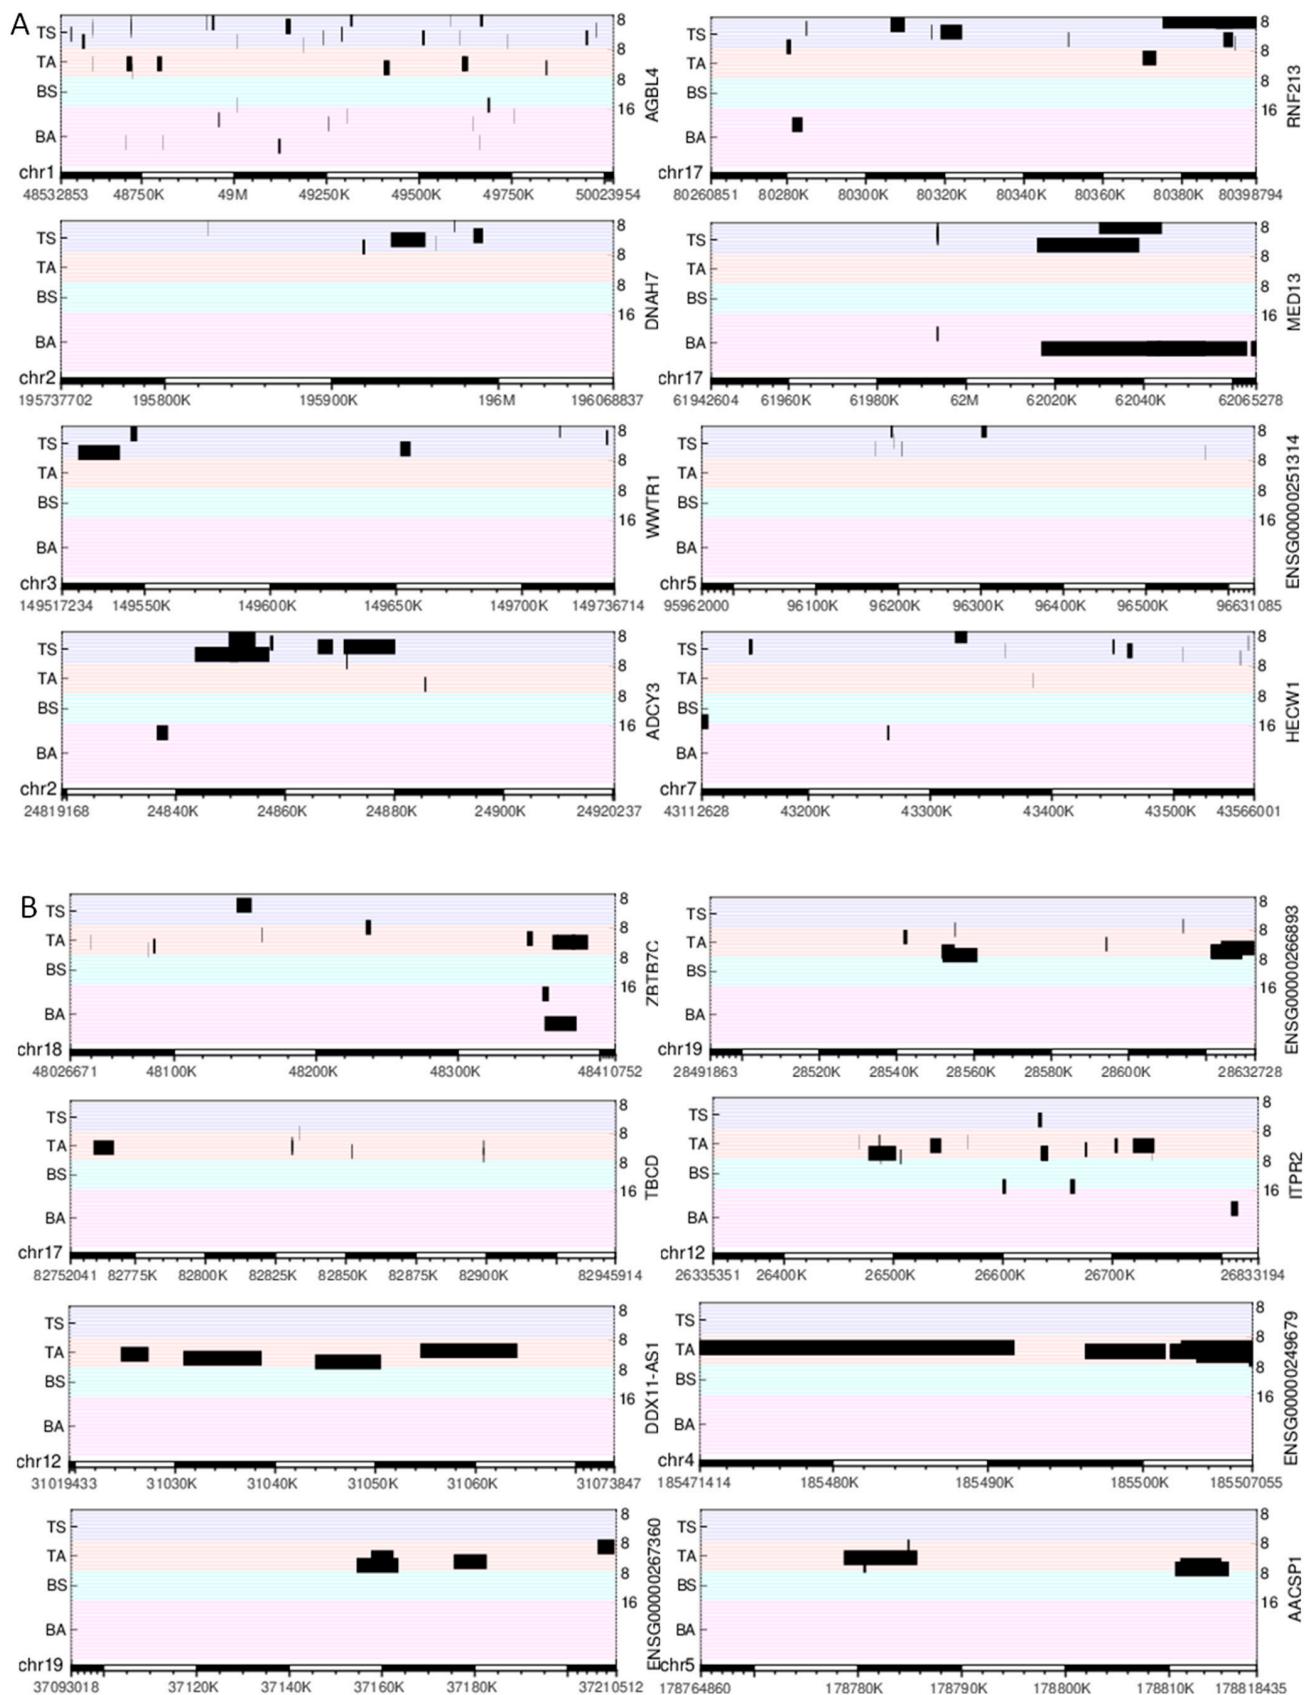 A
TS
TA
BS
BA
chr1
8
8
8
16
AGBL4
48532853 48750K 49M 49250K 49500K 49750K 50023954
TS
TA
BS
BA
chr17
8
8
8
16
RNF213
80260851 80280K 80300K 80320K 80340K 80360K 80380K 80398794
TS
TA
BS
BA
chr2
8
8
8
16
DNAH7
195737702 195800K 195900K 196M 196068837
TS
TA
BS
BA
chr17
8
8
8
16
MED13
61942604 61960K 61980K 62M 62020K 62040K 62065278
TS
TA
BS
BA
chr3
8
8
8
16
WWTR1
149517234 149550K 149600K 149650K 149700K 149736714
TS
TA
BS
BA
chr5
8
8
8
16
ENSG00000251314
95962000 96100K 96200K 96300K 96400K 96500K 96631085
TS
TA
BS
BA
chr2
8
8
8
16
ADCY3
24819168 24840K 24860K 24880K 24900K 24920237
TS
TA
BS
BA
chr7
8
8
8
16
HECW1
43112628 43200K 43300K 43400K 43500K 43566001
B
TS
TA
BS
BA
chr18
8
8
8
16
ZBTB7C
48026671 48100K 48200K 48300K 48410752
TS
TA
BS
BA
chr19
8
8
8
16
ENSG00000266893
28491863 28520K 28540K 28560K 28580K 28600K 28632728
TS
TA
BS
BA
chr17
8
8
8
16
TBCD
82752041 82775K 82800K 82825K 82850K 82875K 82900K 82945914
TS
TA
BS
BA
chr12
8
8
8
16
ITPR2
26335351 26400K 26500K 26600K 26700K 26833194
TS
TA
BS
BA
chr12
8
8
8
16
DDX11-AS1
31019433 31030K 31040K 31050K 31060K 31073847
TS
TA
BS
BA
chr4
8
8
8
16
ENSG00000249679
185471414 185480K 185490K 185500K 185507055
TS
TA
BS
BA
chr19
8
8
8
16
ENSG00000267360
37093018 37120K 37140K 37160K 37180K 37210512
TS
TA
BS
BA
chr5
8
8
8
16
AACSP1
178764860 178780K 178790K 178800K 178810K 178818435